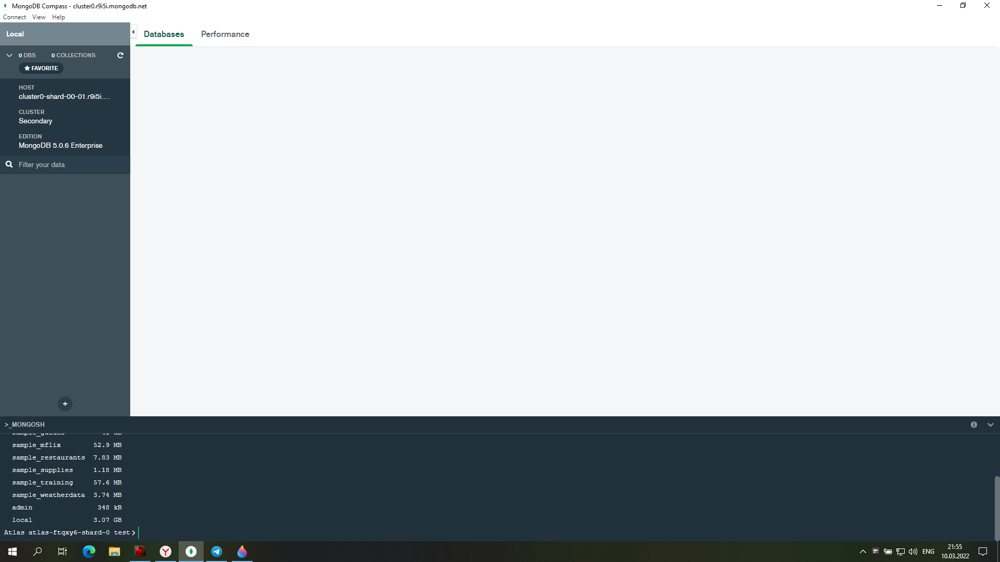 MongoDB Compass - cluster0.r9i5i.mongodb.net
Connect View Help
Local
Databases Performance
0 DBS 0 COLLECTIONS
FAVORITE
HOST
cluster0-shard-00-01.r9i5i....
CLUSTER
Secondary
EDITION
MongoDB 5.0.6 Enterprise
Filter your data
+
>_MONGOSH
sample_mflix 52.9 MB
sample_restaurants 7.83 MB
sample_supplies 1.18 MB
sample_training 57.6 MB
sample_weatherdata 3.74 MB
admin 348 kB
local 3.07 GB
Atlas atlas-ftqxy6-shard-0 test>
ENG
21:55
10.03.2022